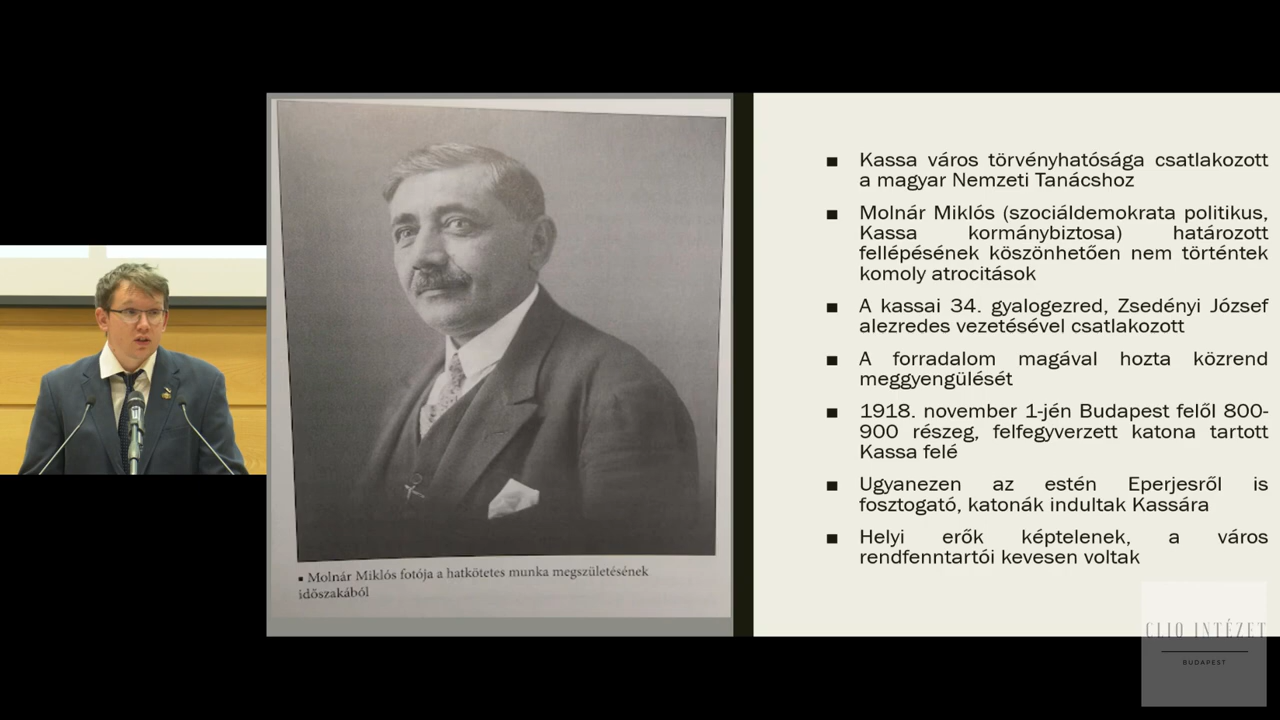 ■ Kassa város törvényhatósága csatlakozott
a magyar Nemzeti Tanácshoz
■ Molnár Miklós (szociáldemokrata politikus,
Kassa kormánybiztosa) határozott
fellépésének köszönhetően nem történtek
komoly atrocitások
■ A kassai 34. gyalogezred, Zsedényi József
alezredes vezetésével csatlakozott
■ A forradalom magával hozta közrend
meggyengülését
■ 1918. november 1-jén Budapest felől 800-
900 részeg, felfegyverzett katona tartott
Kassa felé
■ Ugyanezen az estén Eperjesről is
fosztogató, katonák indultak Kassára
■ Helyi erők képtelenek, a város
rendfenntartói kevesen voltak
▪ Molnár Miklós fotója a hatkötetes munka megszületésének
időszakából
CLIO INTÉZET
BUDAPEST